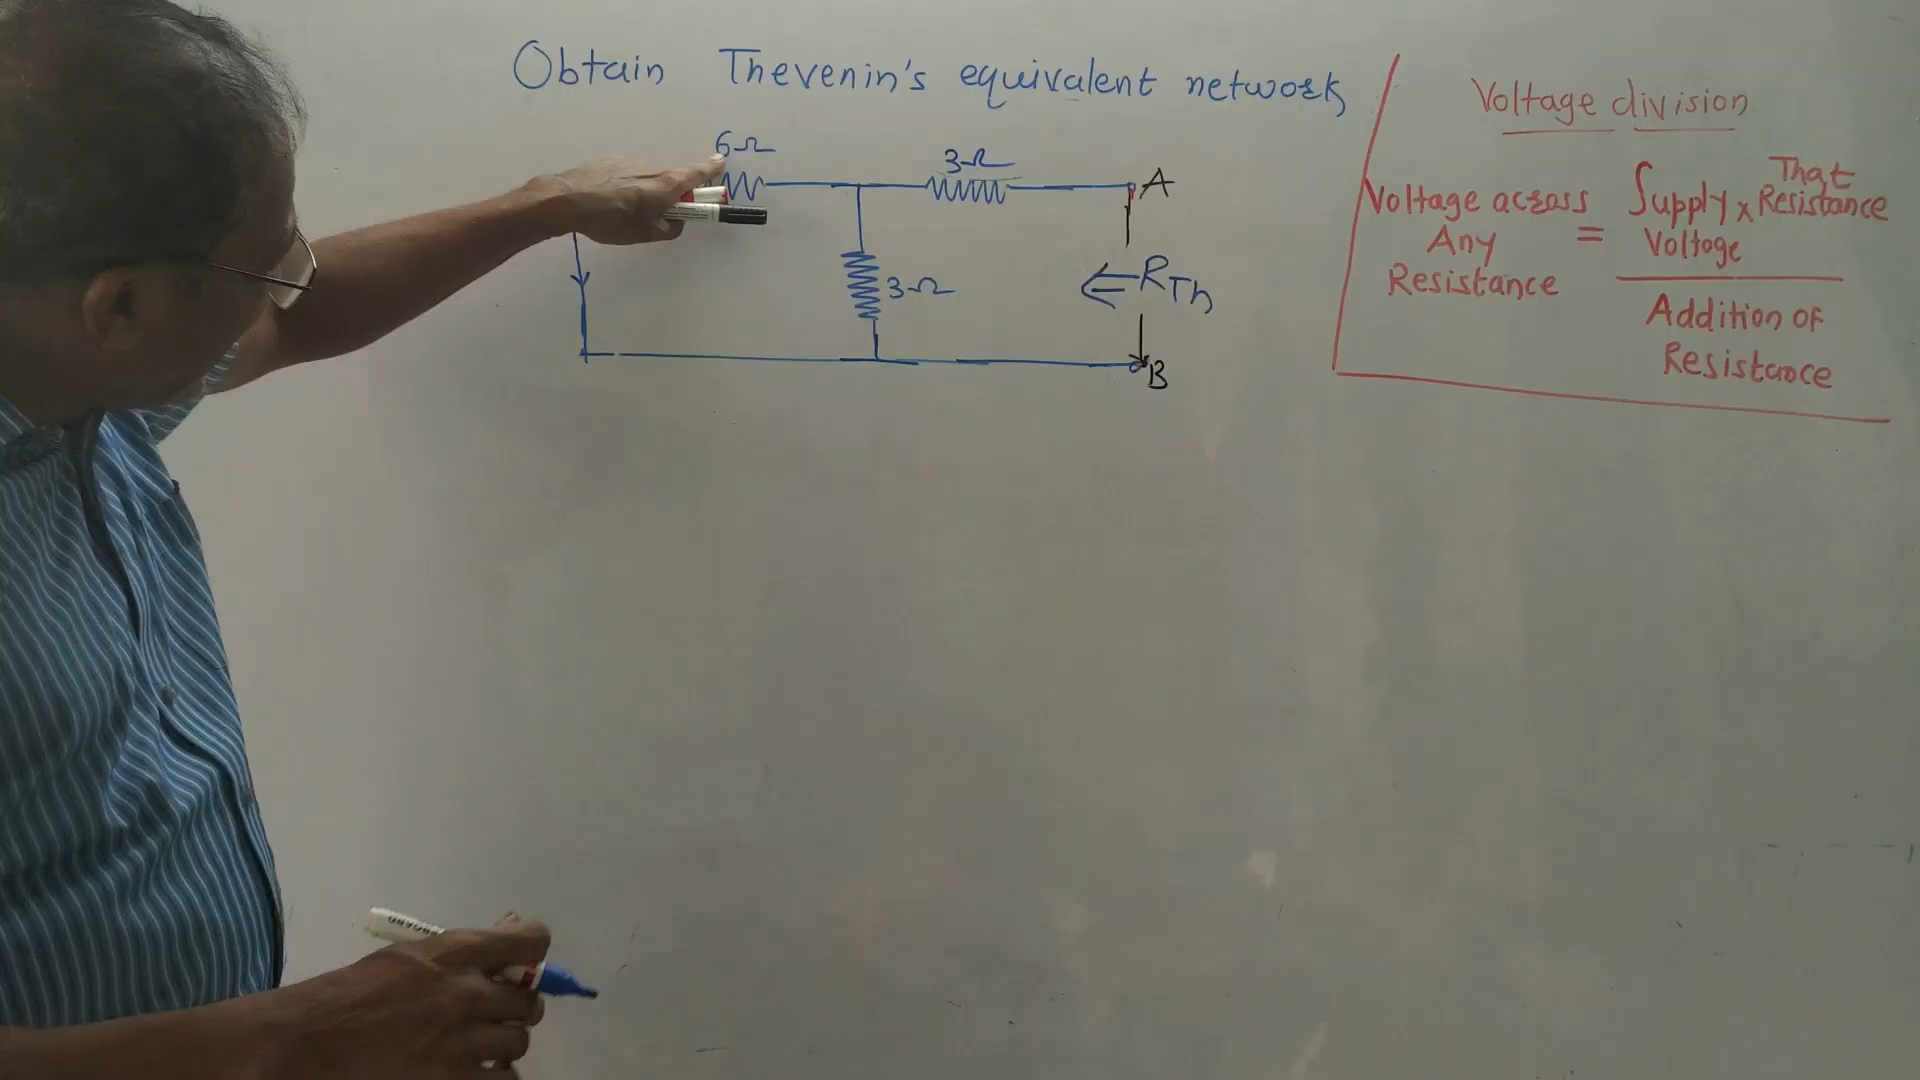 Obtain Thevenin's equivalent network
6Ω
3Ω
A
3Ω
RTh
B
Voltage division
Voltage across Any Resistance = Supply Voltage x That Resistance
Addition of Resistance